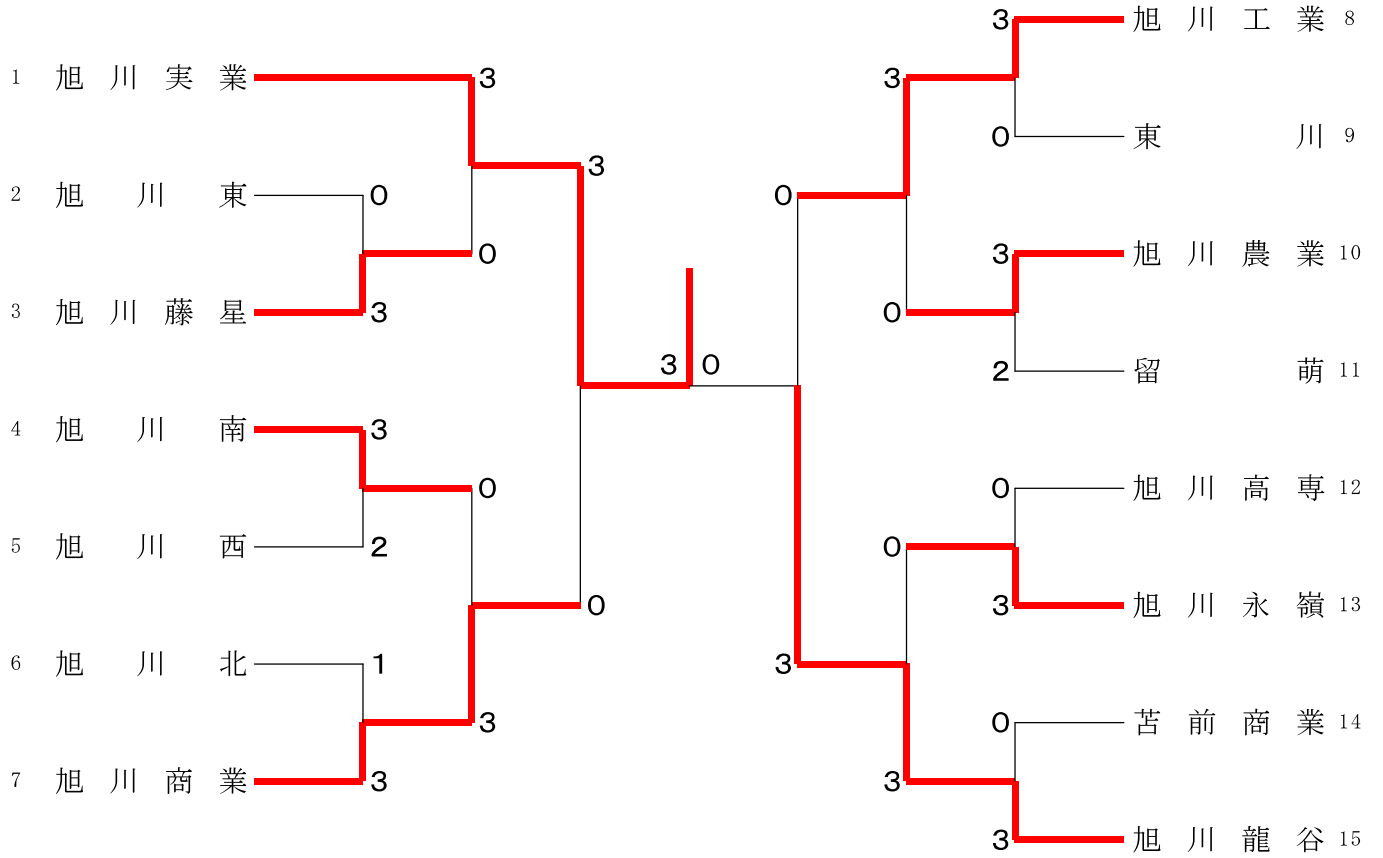 1 旭川実業
3
2 旭川東
0
3
0
3 旭川藤星
3
4 旭川南
3
0
5 旭川西
2
0
6 旭川北
1
3
7 旭川商業
3
3 0
3
旭川工業 8
3
0
東川 9
0
3
旭川農業 10
0
2
留萌 11
0
旭川高専 12
0
3
旭川永嶺 13
3
0
苫前商業 14
3
3
旭川龍谷 15